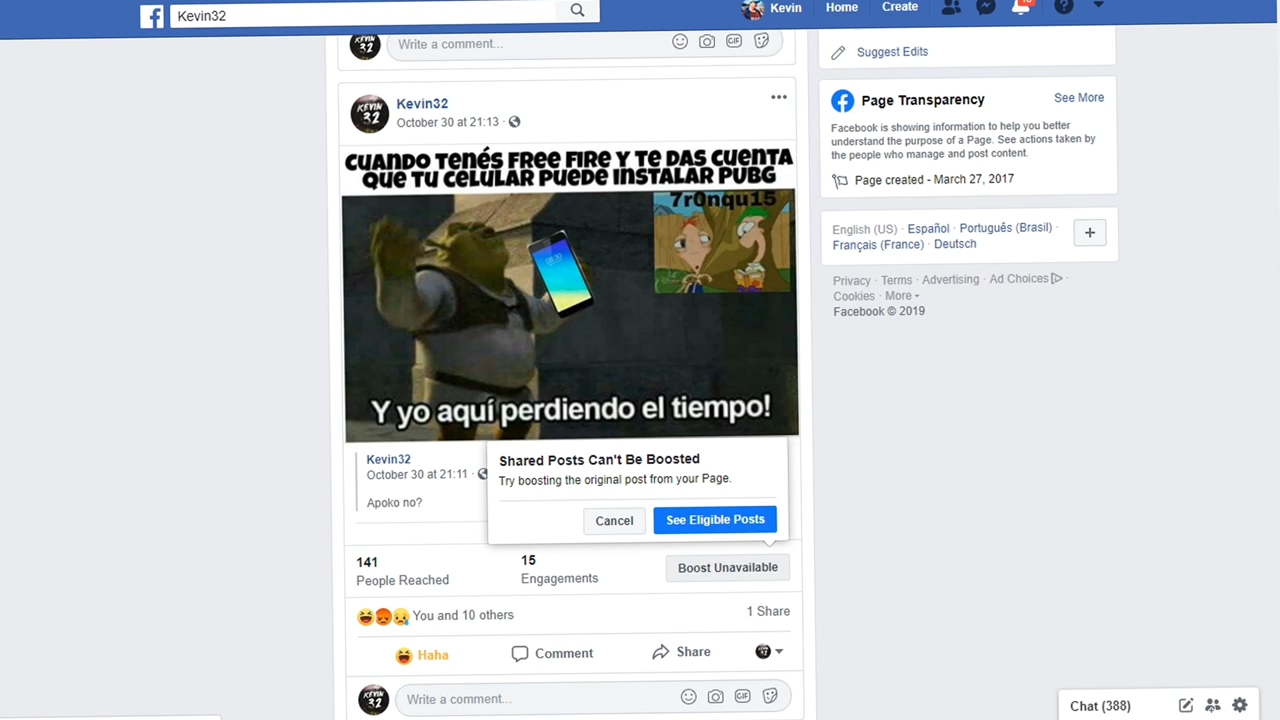 Kevin32
Kevin
Home
Create
Write a comment...
GIF
Suggest Edits
KEVIN
32
Kevin32
October 30 at 21:13 ·
CUANDO TENÉS FREE FIRE Y TE DAS CUENTA
QUE TU CELULAR PUEDE INSTALAR PUBG
7r0nqu15
08:30
Y yo aquí perdiendo el tiempo!
Kevin32
October 30 at 21:11 ·
Apoko no?
Shared Posts Can't Be Boosted
Try boosting the original post from your Page.
Cancel
See Eligible Posts
141
People Reached
15
Engagements
Boost Unavailable
You and 10 others
1 Share
Haha
Comment
Share
Write a comment...
GIF
Page Transparency
See More
Facebook is showing information to help you better
understand the purpose of a Page. See actions taken by
the people who manage and post content.
Page created - March 27, 2017
English (US) · Español · Português (Brasil) ·
Français (France) · Deutsch
Privacy · Terms · Advertising · Ad Choices ·
Cookies · More
Facebook © 2019
Chat (388)